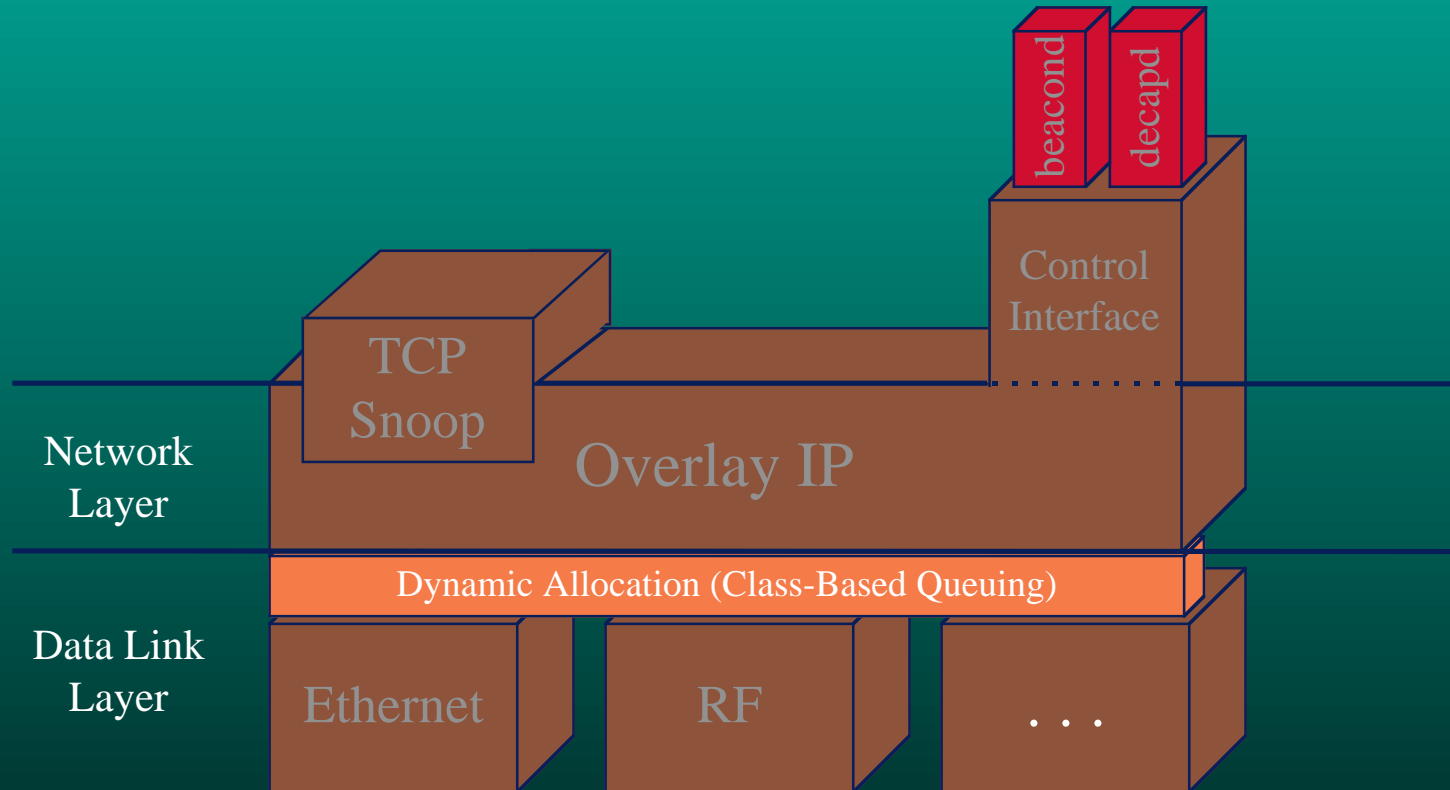 beacond
decapd
Control
Interface
TCP
Snoop
Network
Layer
Overlay IP
Dynamic Allocation (Class-Based Queuing)
Data Link
Layer
Ethernet
RF
. . .